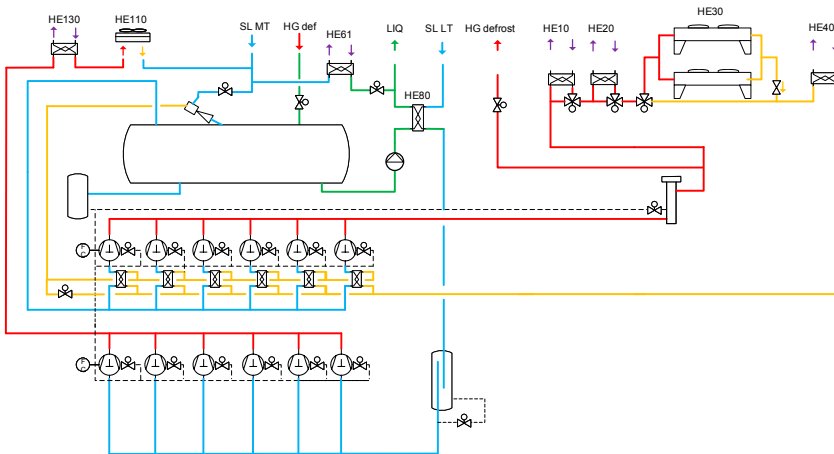 HE130
HE110
SL MT
HG def
HE61
LIQ
SL LT
HG defrost
HE10
HE20
HE30
HE40
HE80
F
C
F
C